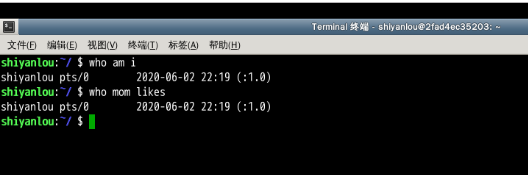 Terminal 终端 - shiyanlou@2fad4ec35203: ~
文件(F) 编辑(E) 视图(V) 终端(T) 标签(A) 帮助(H)
shiyanlou:~/ $ who am i
shiyanlou pts/0        2020-06-02 22:19 (:1.0)
shiyanlou:~/ $ who mom likes
shiyanlou pts/0        2020-06-02 22:19 (:1.0)
shiyanlou:~/ $